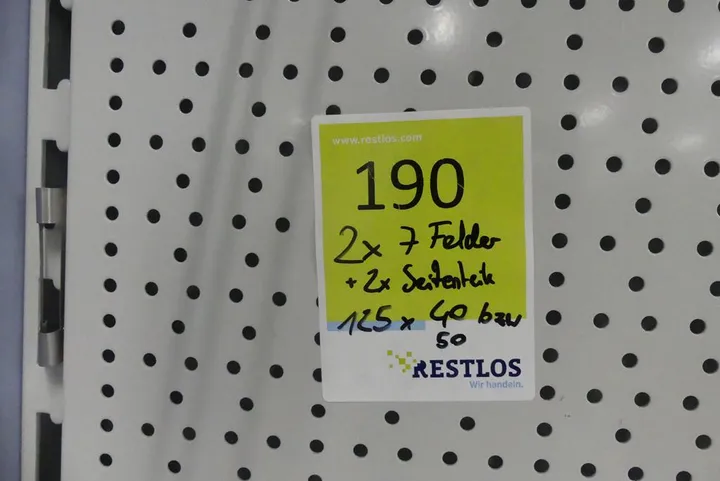 www.restlos.com
190
2x 7 Felder
+ 2x Seitenteile
125 x 40 bzw
50
RESTLOS
Wir handeln.